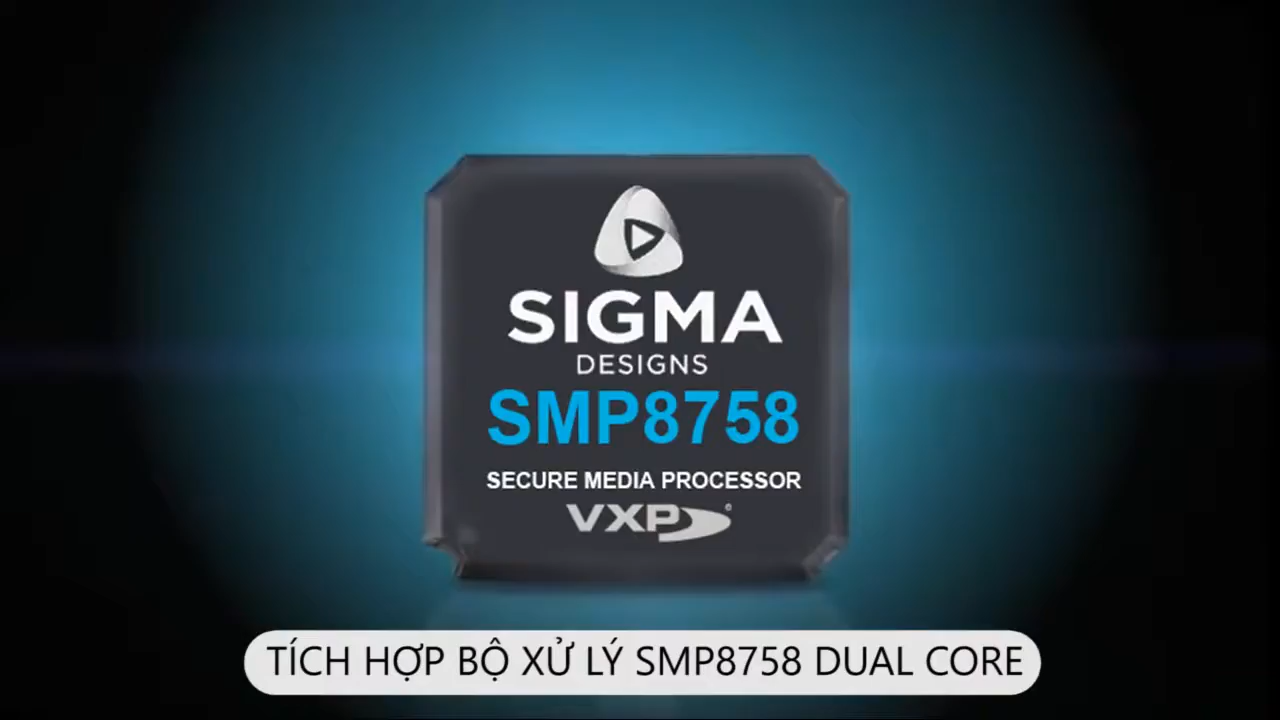 SIGMA
DESIGNS
SMP8758
SECURE MEDIA PROCESSOR
VXP®
TÍCH HỢP BỘ XỬ LÝ SMP8758 DUAL CORE